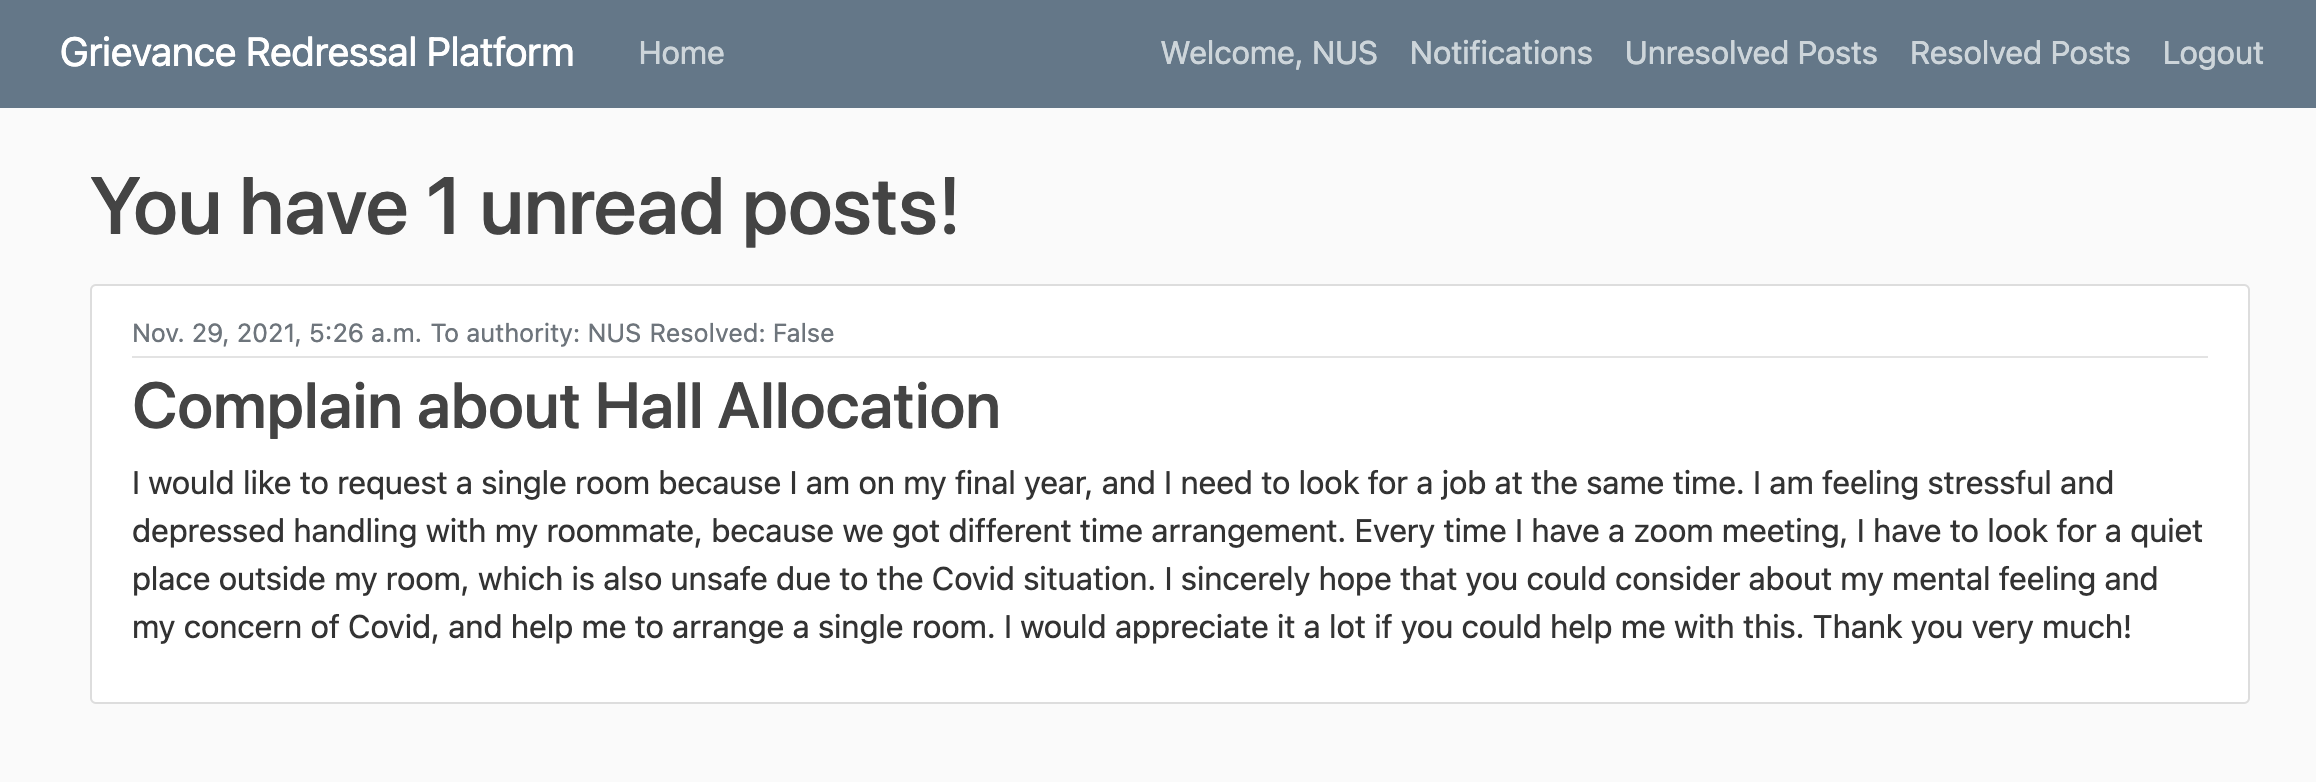 Grievance Redressal Platform Home Welcome, NUS Notifications Unresolved Posts Resolved Posts Logout
You have 1 unread posts!
Nov. 29, 2021, 5:26 a.m. To authority: NUS Resolved: False
Complain about Hall Allocation
I would like to request a single room because I am on my final year, and I need to look for a job at the same time. I am feeling stressful and
depressed handling with my roommate, because we got different time arrangement. Every time I have a zoom meeting, I have to look for a quiet
place outside my room, which is also unsafe due to the Covid situation. I sincerely hope that you could consider about my mental feeling and
my concern of Covid, and help me to arrange a single room. I would appreciate it a lot if you could help me with this. Thank you very much!